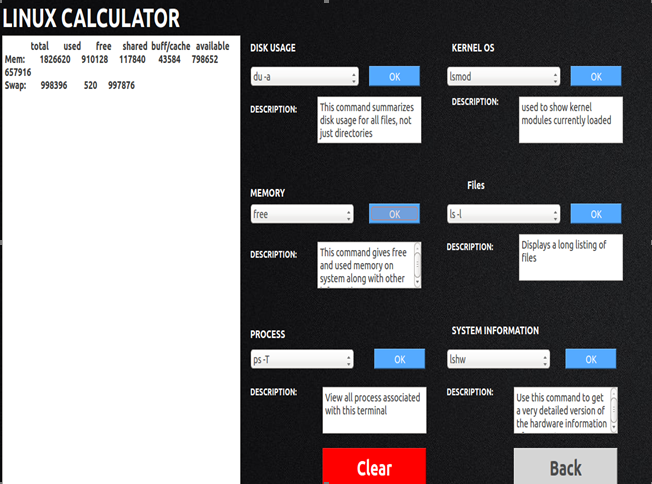 LINUX CALCULATOR
total used free shared buff/cache available
Mem: 1826620 910128 117840 43584 798652
657916
Swap: 998396 520 997876
DISK USAGE
du -a
OK
DESCRIPTION:
This command summarizes
disk usage for all files, not
just directories
KERNEL OS
lsmod
OK
DESCRIPTION:
used to show kernel
modules currently loaded
MEMORY
free
OK
DESCRIPTION:
This command gives free
and used memory on
system along with other
Files
ls -l
OK
DESCRIPTION:
Displays a long listing of
files
PROCESS
ps -T
OK
DESCRIPTION:
View all process associated
with this terminal
SYSTEM INFORMATION
lshw
OK
DESCRIPTION:
Use this command to get
a very detailed version of
the hardware information
Clear
Back